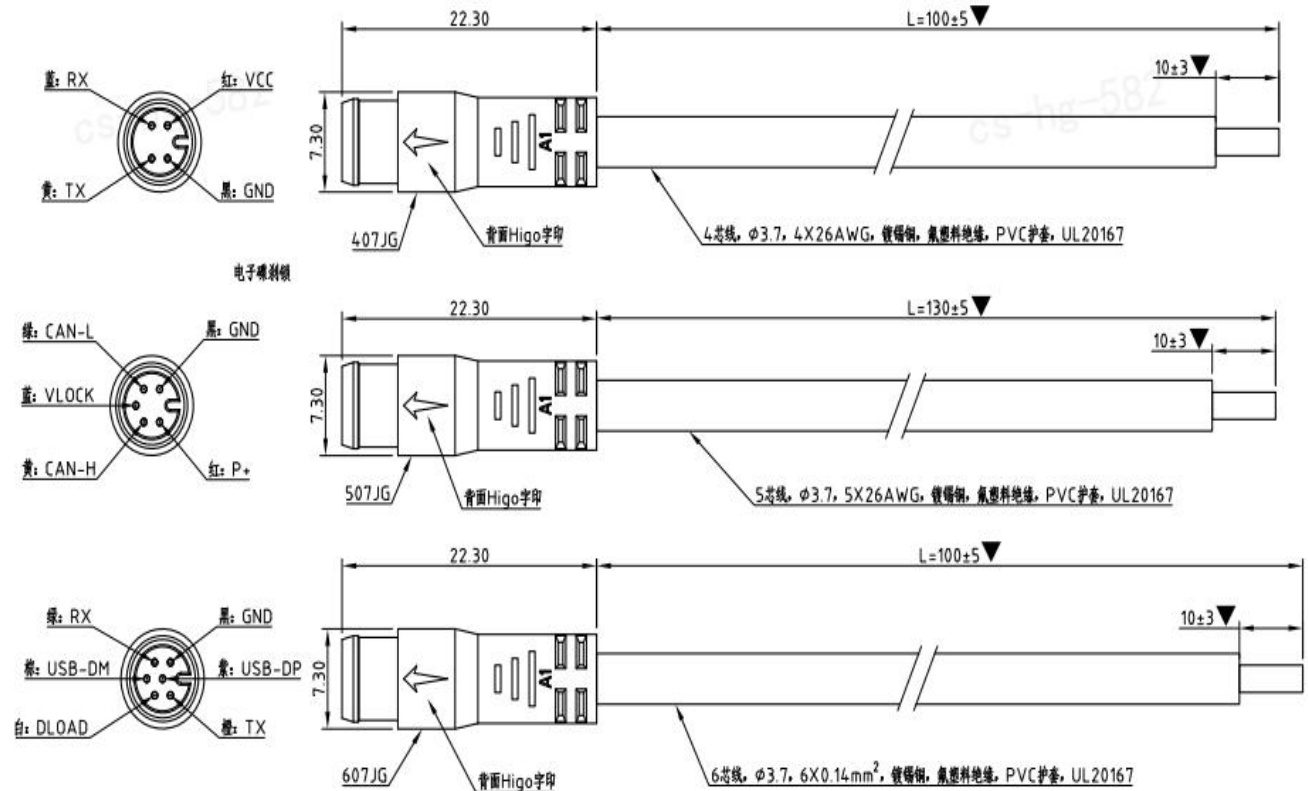 22.30
L=100±5
10±3
蓝: RX
红: VCC
7.30
A1
黄: TX
黑: GND
407JG
背面Higo字印
4芯线, Φ3.7, 4X26AWG, 镀锡铜, 氟塑料绝缘, PVC护套, UL20167
cs-hg-582
电子碟刹锁
22.30
L=130±5
10±3
绿: CAN-L
黑: GND
蓝: VLOCK
7.30
A1
黄: CAN-H
红: P+
507JG
背面Higo字印
5芯线, Φ3.7, 5X26AWG, 镀锡铜, 氟塑料绝缘, PVC护套, UL20167
22.30
L=100±5
10±3
绿: RX
黑: GND
棕: USB-DM
紫: USB-DP
7.30
A1
白: DLOAD
橙: TX
607JG
背面Higo字印
6芯线, Φ3.7, 6X0.14mm², 镀锡铜, 氟塑料绝缘, PVC护套, UL20167